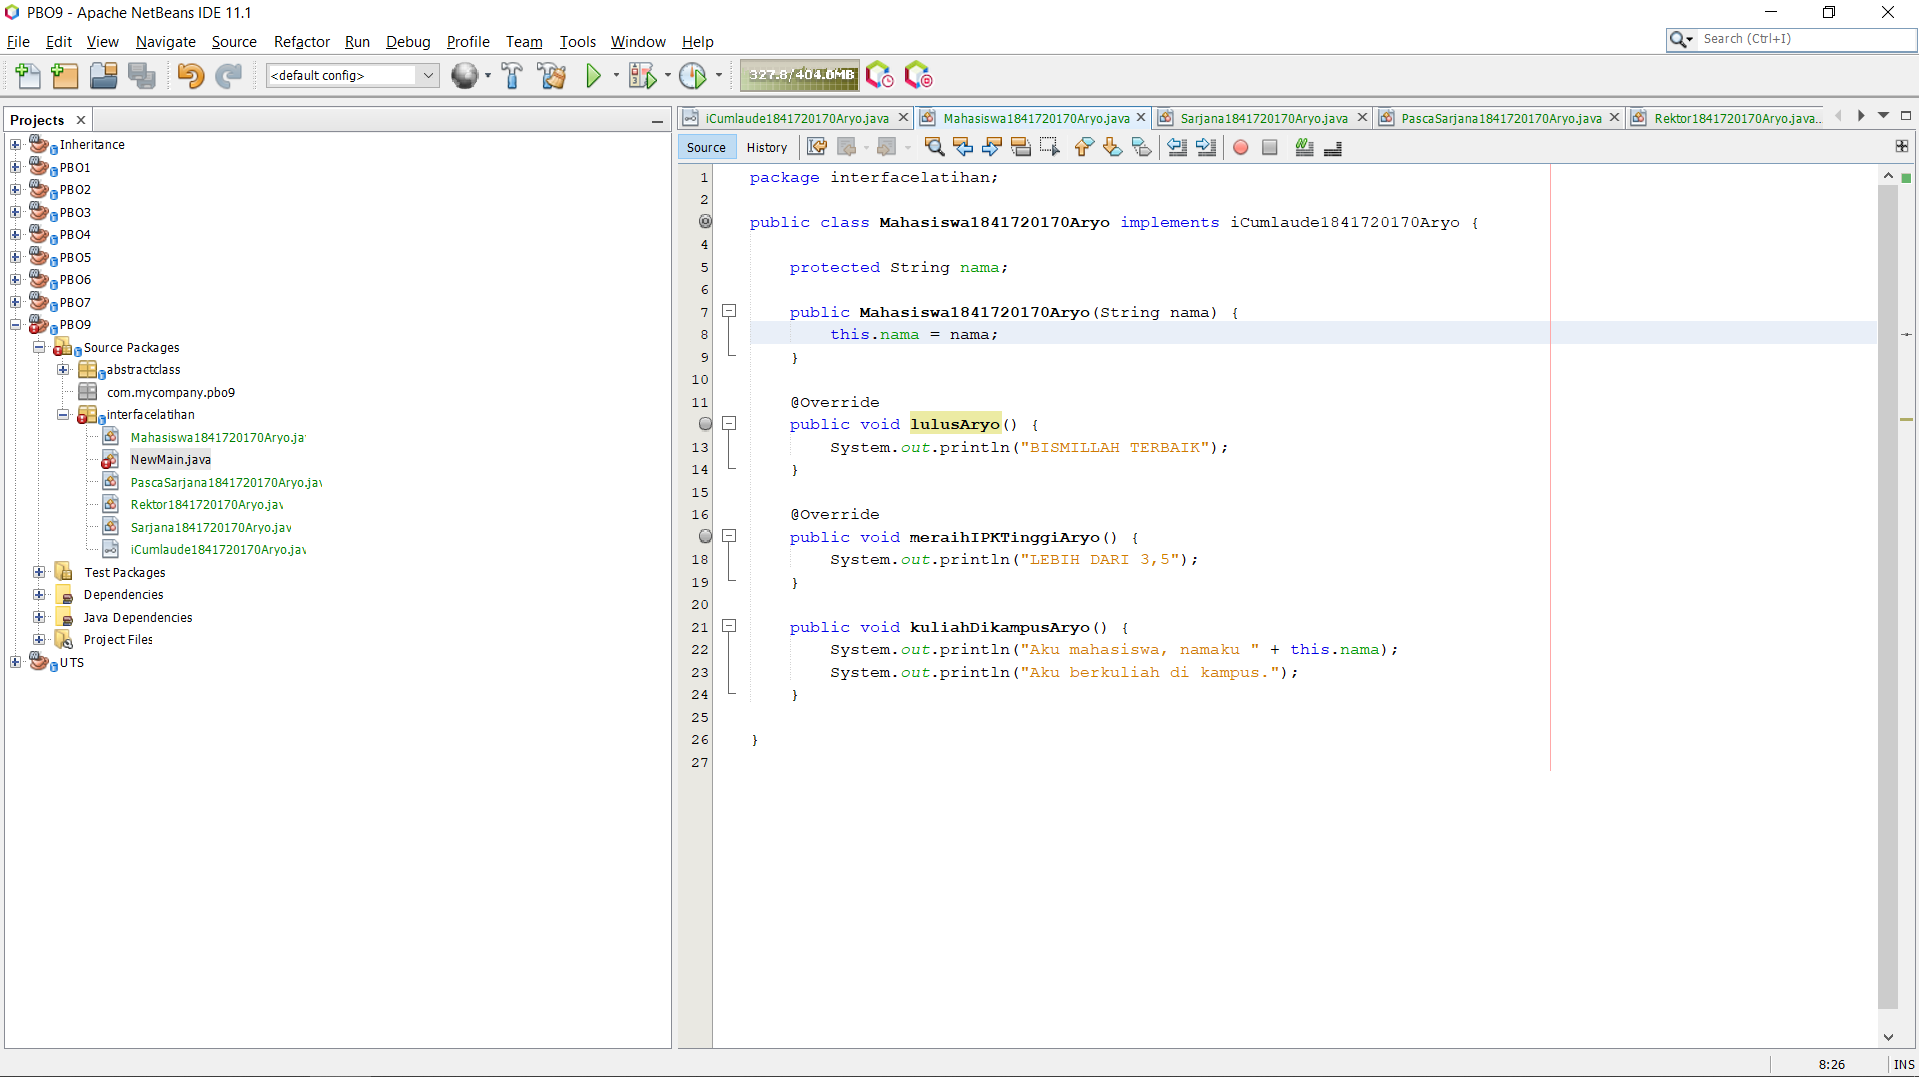 PBO9 - Apache NetBeans IDE 11.1
File Edit View Navigate Source Refactor Run Debug Profile Team Tools Window Help
Search (Ctrl+I)
<default config>
327.8/404.0MB
Projects
iCumlaude1841720170Aryo.java
Mahasiswa1841720170Aryo.java
Sarjana1841720170Aryo.java
PascaSarjana1841720170Aryo.java
Rektor1841720170Aryo.java...
Source History
Inheritance
PBO1
PBO2
PBO3
PBO4
PBO5
PBO6
PBO7
PBO9
Source Packages
abstractclass
com.mycompany.pbo9
interfacelatihan
Mahasiswa1841720170Aryo.ja
NewMain.java
PascaSarjana1841720170Aryo.jav
Rektor1841720170Aryo.jav
Sarjana1841720170Aryo.jav
iCumlaude1841720170Aryo.jav
Test Packages
Dependencies
Java Dependencies
Project Files
UTS
1 package interfacelatihan;
2
public class Mahasiswa1841720170Aryo implements iCumlaude1841720170Aryo {
4
5 protected String nama;
6
7 public Mahasiswa1841720170Aryo(String nama) {
8 this.nama = nama;
9 }
10
11 @Override
public void lulusAryo() {
13 System.out.println("BISMILLAH TERBAIK");
14 }
15
16 @Override
public void meraihIPKTinggiAryo() {
18 System.out.println("LEBIH DARI 3,5");
19 }
20
21 public void kuliahDikampusAryo() {
22 System.out.println("Aku mahasiswa, namaku " + this.nama);
23 System.out.println("Aku berkuliah di kampus.");
24 }
25
26 }
27
8:26 INS